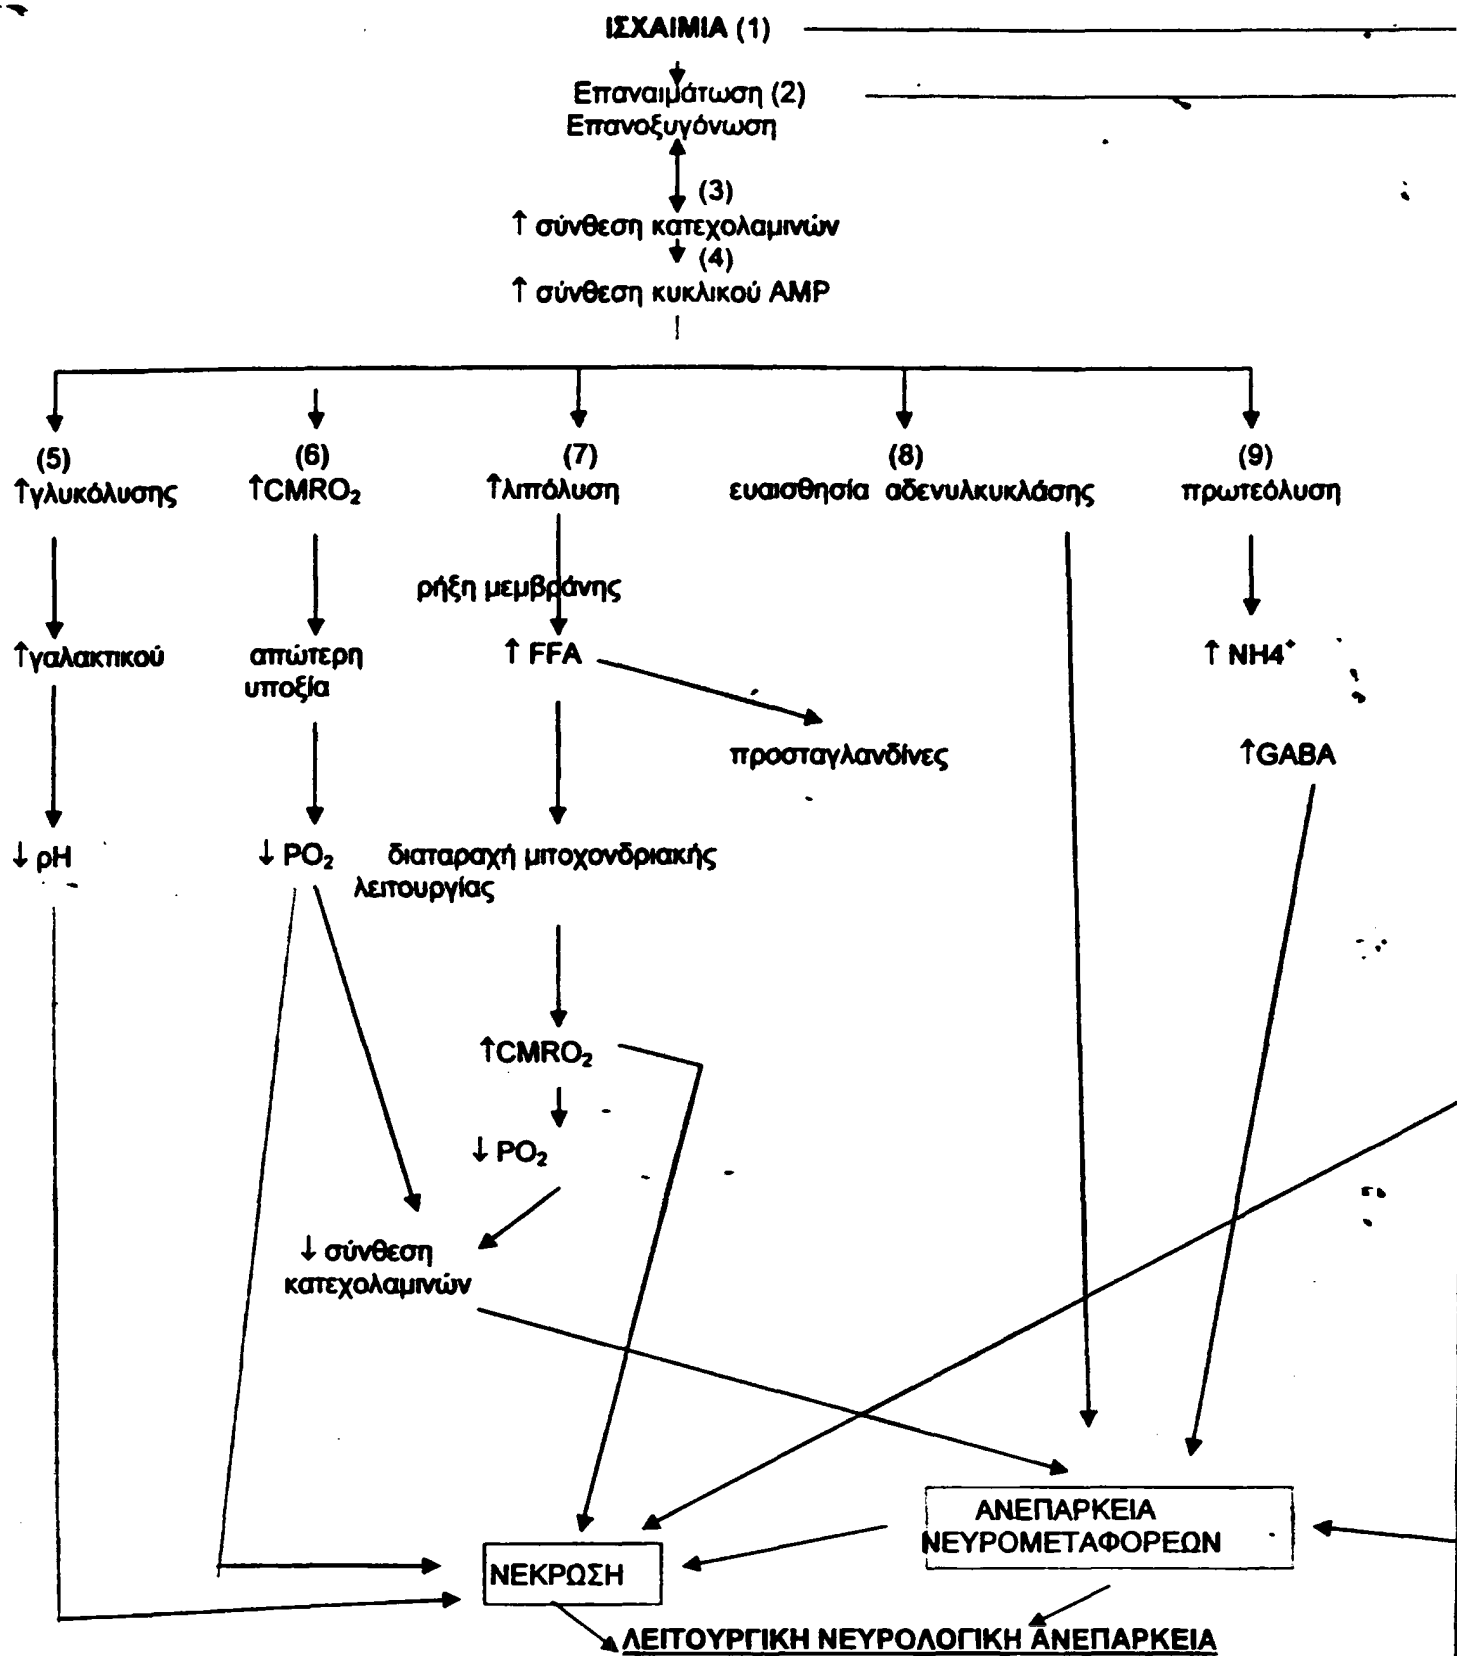 ΙΣΧΑΙΜΙΑ (1)
Επαναιμάτωση (2)
Επανοξυγόνωση
(3)
↑ σύνθεση κατεχολαμινών
(4)
↑ σύνθεση κυκλικού AMP
(5) (6) (7) (8) (9)
↑γλυκόλυσης ↑CMRO₂ ↑λιπόλυση ευαισθησία αδενυλκυκλάσης πρωτεόλυση
ρήξη μεμβράνης
↑γαλακτικού απώτερη ↑ FFA ↑ NH4⁺
υποξία
προσταγλανδίνες ↑GABA
↓ pH ↓ PO₂ διαταραχή μιτοχονδριακής
λειτουργίας
↑CMRO₂
↓ PO₂
↓ σύνθεση
κατεχολαμινών
ΑΝΕΠΑΡΚΕΙΑ
ΝΕΥΡΟΜΕΤΑΦΟΡΕΩΝ
ΝΕΚΡΩΣΗ
ΛΕΙΤΟΥΡΓΙΚΗ ΝΕΥΡΟΛΟΓΙΚΗ ΑΝΕΠΑΡΚΕΙΑ